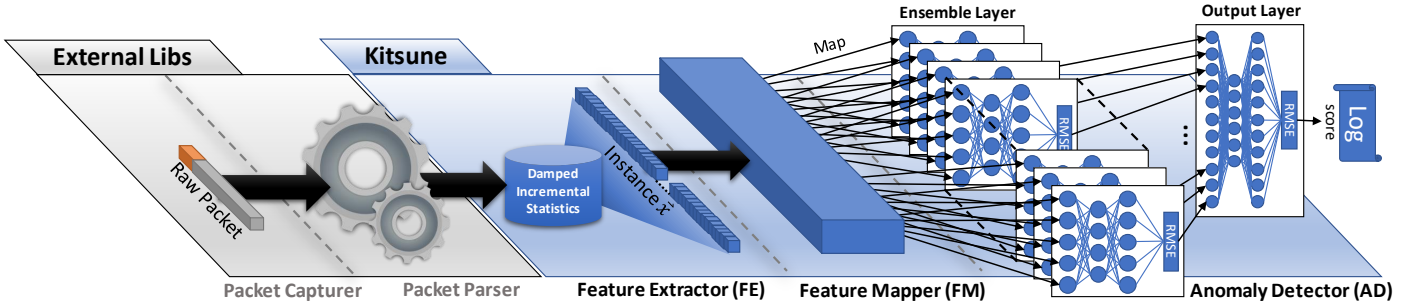 External Libs
Kitsune
Ensemble Layer
Output Layer
Map
Raw Packet
Damped
Incremental
Statistics
Instance x⃗
RMSE
RMSE
RMSE
...
score
Log
Packet Capturer
Packet Parser
Feature Extractor (FE)
Feature Mapper (FM)
Anomaly Detector (AD)